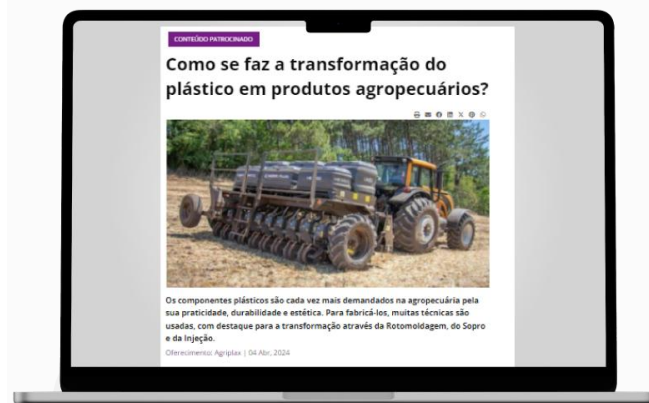 CONTEÚDO PATROCINADO
Como se faz a transformação do
plástico em produtos agropecuários?
Os componentes plásticos são cada vez mais demandados na agropecuária pela
sua praticidade, durabilidade e estética. Para fabricá-los, muitas técnicas são
usadas, com destaque para a transformação através da Rotomoldagem, do Sopro
e da Injeção.
Oferecimento: Agriplax | 04 Abr, 2024